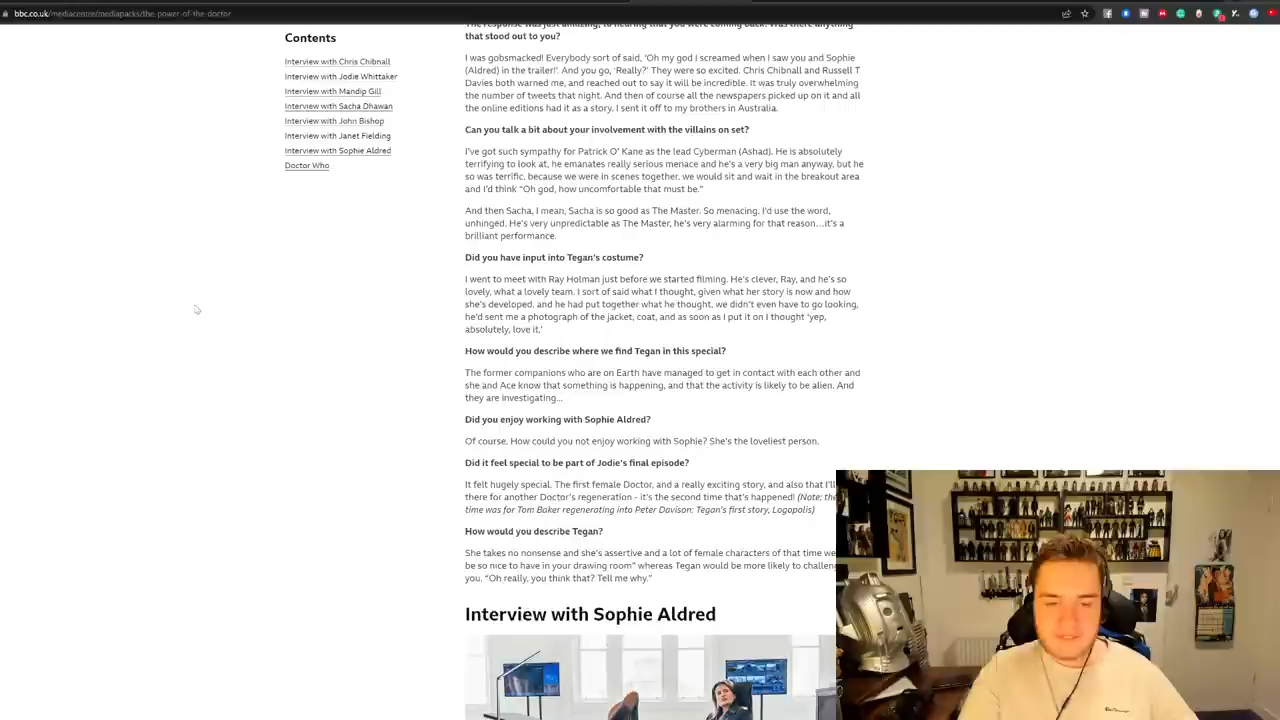 bbc.co.uk/mediacentre/mediapacks/the-power-of-the-doctor
Contents
Interview with Chris Chibnall
Interview with Jodie Whittaker
Interview with Mandip Gill
Interview with Sacha Dhawan
Interview with John Bishop
Interview with Janet Fielding
Interview with Sophie Aldred
Doctor Who
The response was just amazing, to hearing that you were coming back. Was there anything
that stood out to you?
I was gobsmacked! Everybody sort of said, 'Oh my god I screamed when I saw you and Sophie
(Aldred) in the trailer!'. And you go, 'Really?' They were so excited. Chris Chibnall and Russell T
Davies both warned me, and reached out to say it will be incredible. It was truly overwhelming
the number of tweets that night. And then of course all the newspapers picked up on it and all
the online editions had it as a story. I sent it off to my brothers in Australia.
Can you talk a bit about your involvement with the villains on set?
I've got such sympathy for Patrick O' Kane as the lead Cyberman (Ashad). He is absolutely
terrifying to look at, he emanates really serious menace and he's a very big man anyway, but he
so was terrific, because we were in scenes together, we would sit and wait in the breakout area
and I'd think "Oh god, how uncomfortable that must be."
And then Sacha, I mean, Sacha is so good as The Master. So menacing. I'd use the word,
unhinged. He's very unpredictable as The Master, he's very alarming for that reason…it's a
brilliant performance.
Did you have input into Tegan's costume?
I went to meet with Ray Holman just before we started filming. He's clever, Ray, and he's so
lovely, what a lovely team. I sort of said what I thought, given what her story is now and how
she's developed, and he had put together what he thought, we didn't even have to go looking,
he'd sent me a photograph of the jacket, coat, and as soon as I put it on I thought 'yep,
absolutely, love it.'
How would you describe where we find Tegan in this special?
The former companions who are on Earth have managed to get in contact with each other and
she and Ace know that something is happening, and that the activity is likely to be alien. And
they are investigating…
Did you enjoy working with Sophie Aldred?
Of course. How could you not enjoy working with Sophie? She's the loveliest person.
Did it feel special to be part of Jodie's final episode?
It felt hugely special. The first female Doctor, and a really exciting story, and also that I'll
there for another Doctor's regeneration - it's the second time that's happened! (Note: the
time was for Tom Baker regenerating into Peter Davison: Tegan's first story, Logopolis)
How would you describe Tegan?
She takes no nonsense and she's assertive and a lot of female characters of that time we
be so nice to have in your drawing room" whereas Tegan would be more likely to challen
you. "Oh really, you think that? Tell me why."
Interview with Sophie Aldred